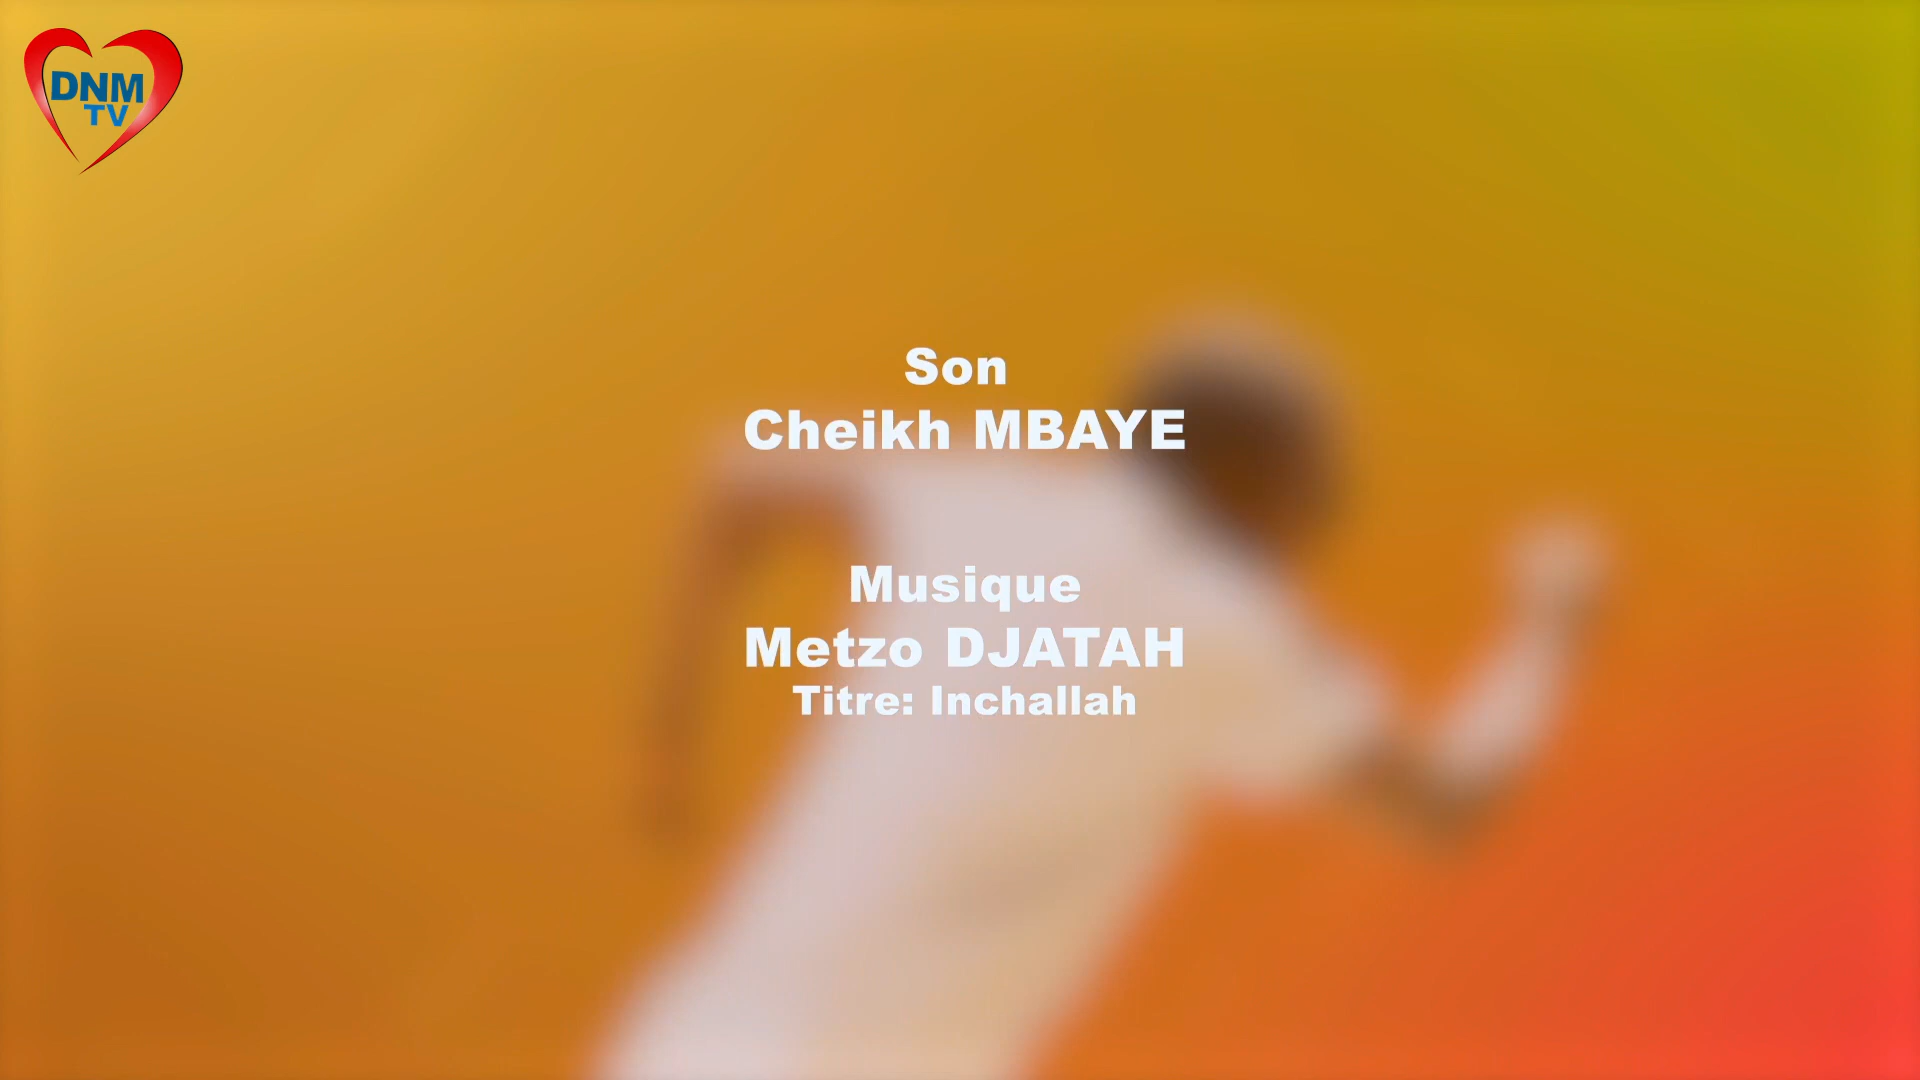 DNM
TV
Son
Cheikh MBAYE
Musique
Metzo DJATAH
Titre: Inchallah